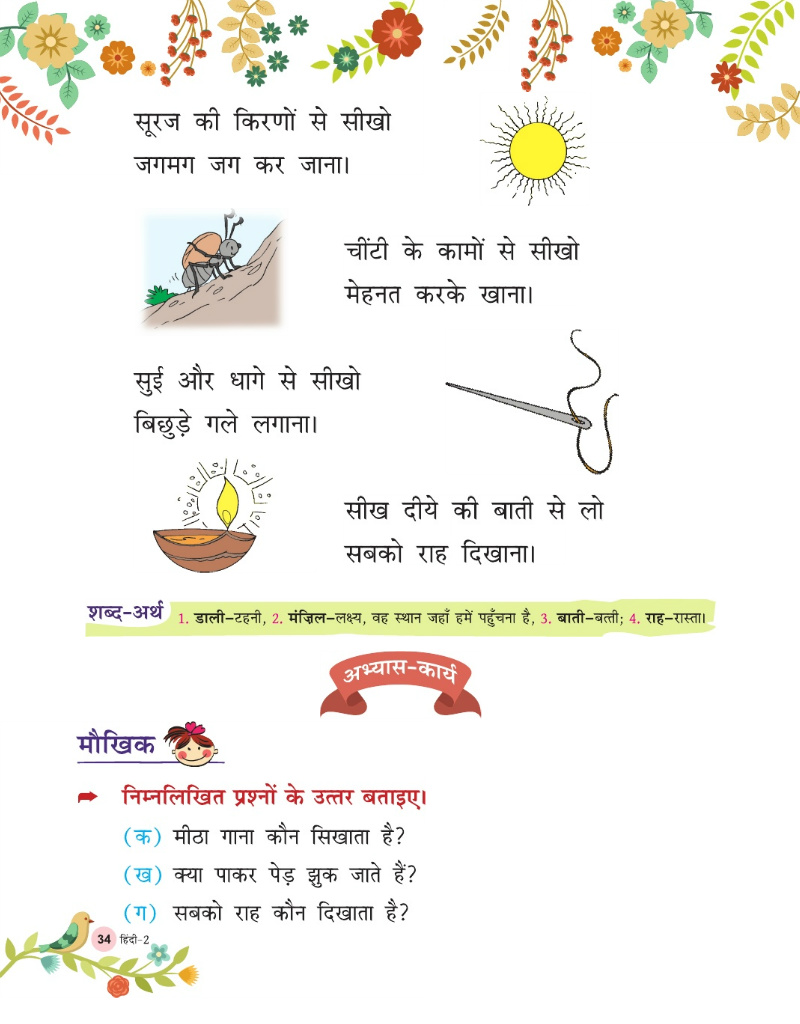 सूरज की किरणों से सीखो
जगमग जग कर जाना।
चींटी के कामों से सीखो
मेहनत करके खाना।
सुई और धागे से सीखो
बिछुड़े गले लगाना।
सीख दीये की बाती से लो
सबको राह दिखाना।
शब्द-अर्थ 1. डाली–टहनी, 2. मंज़िल–लक्ष्य, वह स्थान जहाँ हमें पहुँचना है, 3. बाती–बत्ती; 4. राह–रास्ता।
अभ्यास-कार्य
मौखिक
निम्नलिखित प्रश्नों के उत्तर बताइए।
(क) मीठा गाना कौन सिखाता है?
(ख) क्या पाकर पेड़ झुक जाते हैं?
(ग) सबको राह कौन दिखाता है?
34 हिंदी-2